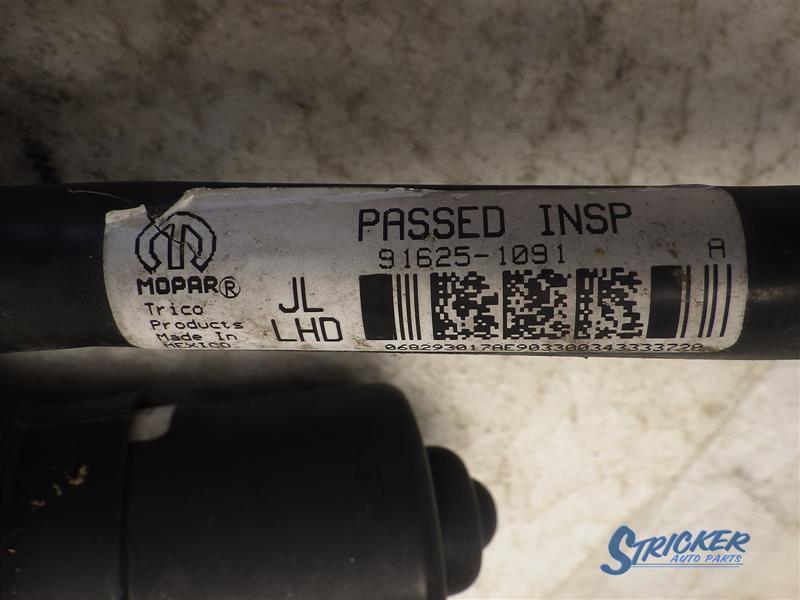 PASSED INSP
91625-1091
A
MOPAR®
JL
LHD
Trico
Products
Made In
MEXICO
068293017AE903300343333720
STRICKER
AUTO PARTS